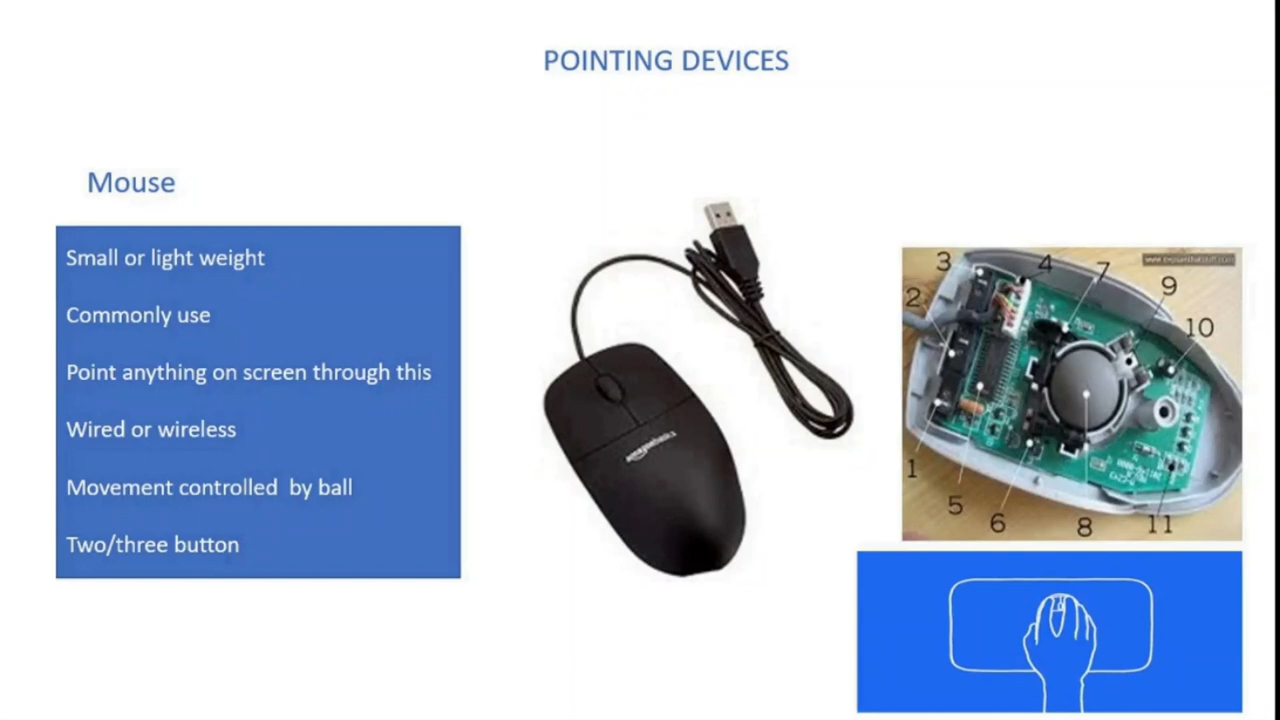 POINTING DEVICES
Mouse
Small or light weight
Commonly use
Point anything on screen through this
Wired or wireless
Movement controlled by ball
Two/three button
amazonbasics
3
4
7
9
2
10
1
5
6
8
11